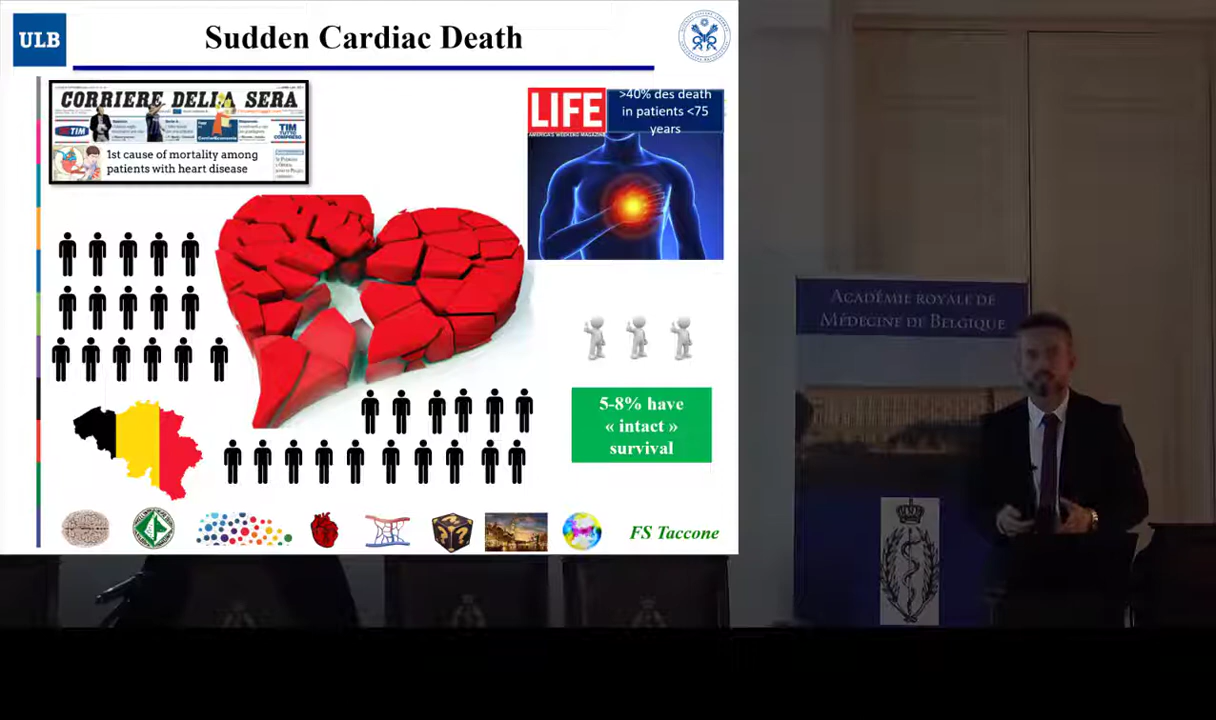 ULB
Sudden Cardiac Death
CORRIERE DELLA SERA
TIM
TIM
1st cause of mortality among
patients with heart disease
LIFE
AMERICA'S WEEKEND MAGAZINE
>40% des death
in patients <75
years
Académie royale de
Médecine de Belgique
5-8% have
« intact »
survival
FS Taccone